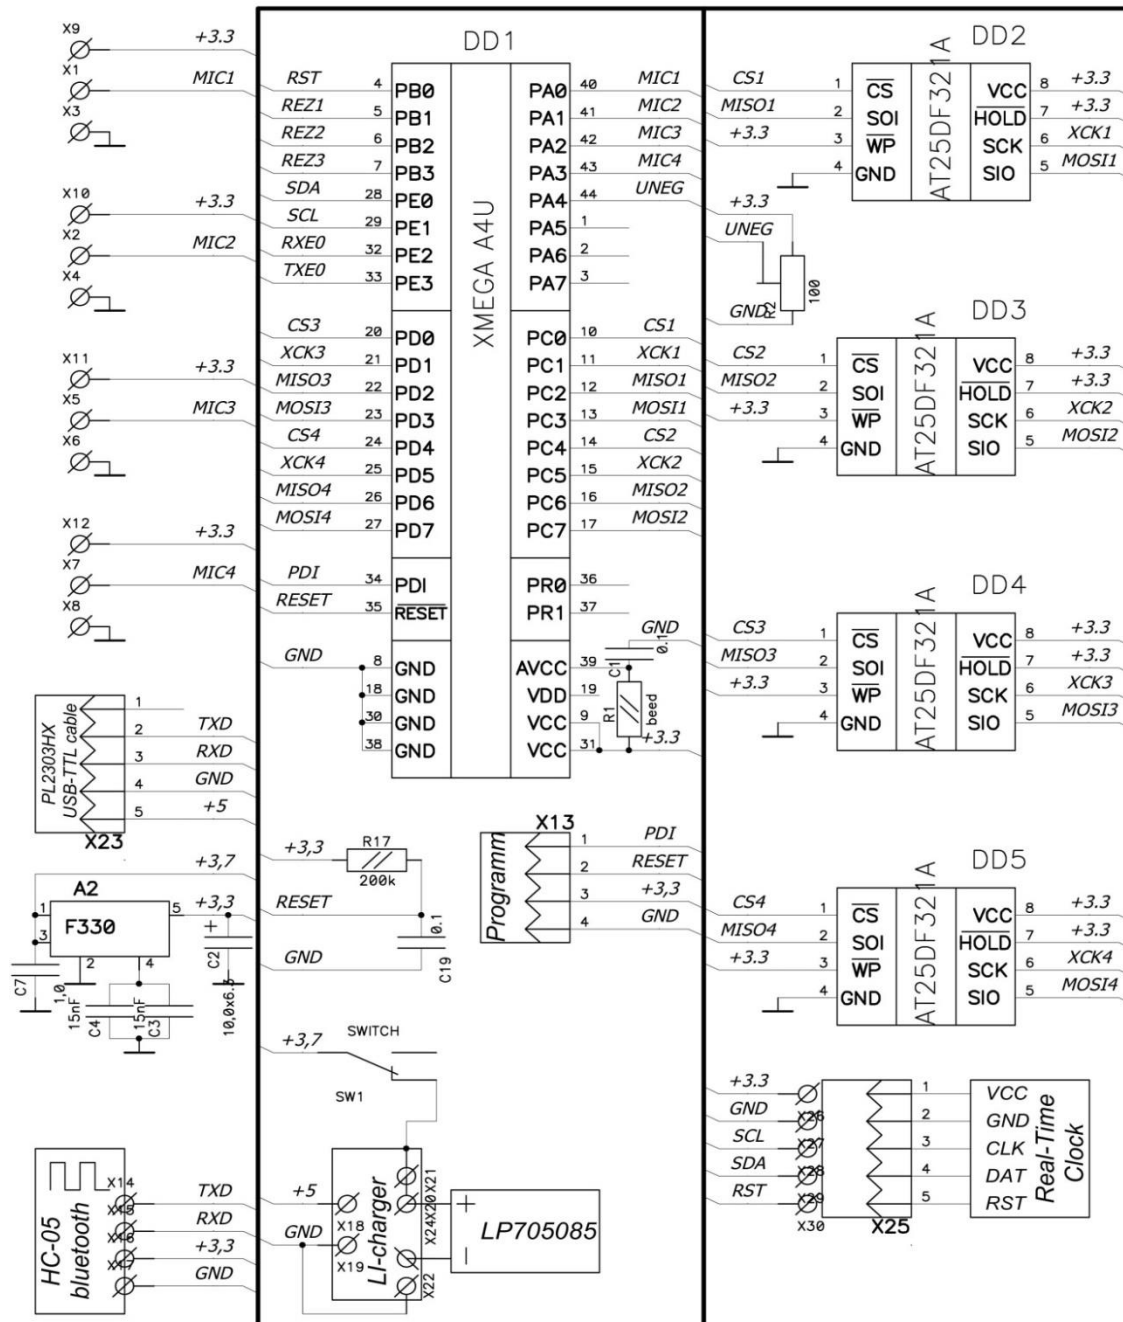 X9
+3.3
X1
MIC1
X3
X10
+3.3
X2
MIC2
X4
X11
+3.3
X5
MIC3
X6
X12
+3.3
X7
MIC4
X8
PL2303HX
USB-TTL cable
1
2 TXD
3 RXD
4 GND
5 +5
X23
+3,7
A2
+3,3
1 F330 5
3
2 4
C7
1,0
15nF
C4
15nF
C3
+
C2
10,0x6.3
HC-05
bluetooth
X14
X15
X16
X17
TXD
RXD
+3,3
GND
DD1
XMEGA A4U
RST 4 PB0
REZ1 5 PB1
REZ2 6 PB2
REZ3 7 PB3
SDA 28 PE0
SCL 29 PE1
RXE0 32 PE2
TXE0 33 PE3
CS3 20 PD0
XCK3 21 PD1
MISO3 22 PD2
MOSI3 23 PD3
CS4 24 PD4
XCK4 25 PD5
MISO4 26 PD6
MOSI4 27 PD7
PDI 34 PDI
RESET 35 RESET
GND 8 GND
18 GND
30 GND
38 GND
PA0 40 MIC1
PA1 41 MIC2
PA2 42 MIC3
PA3 43 MIC4
PA4 44 UNEG
PA5 1
PA6 2
PA7 3
PC0 10 CS1
PC1 11 XCK1
PC2 12 MISO1
PC3 13 MOSI1
PC4 14 CS2
PC5 15 XCK2
PC6 16 MISO2
PC7 17 MOSI2
PR0 36
PR1 37
AVCC 39
VDD 19
VCC 9
VCC 31
GND
0.1
C1
R1
beed
+3.3
R17
+3,3
200k
RESET
0.1
GND
C19
X13
Programm
1 PDI
2 RESET
3 +3,3
4 GND
SWITCH
+3,7
SW1
LI-charger
+5
X18
GND
X19
X21
X20
X24
X22
+
LP705085
-
DD2
AT25DF321A
CS1 1 CS
MISO1 2 SOI
+3.3 3 WP
4 GND
VCC 8 +3.3
HOLD 7 +3.3
SCK 6 XCK1
SIO 5 MOSI1
+3.3
UNEG
GND
R2
100
DD3
AT25DF321A
CS2 1 CS
MISO2 2 SOI
+3.3 3 WP
4 GND
VCC 8 +3.3
HOLD 7 +3.3
SCK 6 XCK2
SIO 5 MOSI2
DD4
AT25DF321A
CS3 1 CS
MISO3 2 SOI
+3.3 3 WP
4 GND
VCC 8 +3.3
HOLD 7 +3.3
SCK 6 XCK3
SIO 5 MOSI3
DD5
AT25DF321A
CS4 1 CS
MISO4 2 SOI
+3.3 3 WP
4 GND
VCC 8 +3.3
HOLD 7 +3.3
SCK 6 XCK4
SIO 5 MOSI4
+3.3
GND
SCL
SDA
RST
X26
X27
X28
X29
X30
X25
1 VCC
2 GND
3 CLK
4 DAT
5 RST
Real-Time
Clock